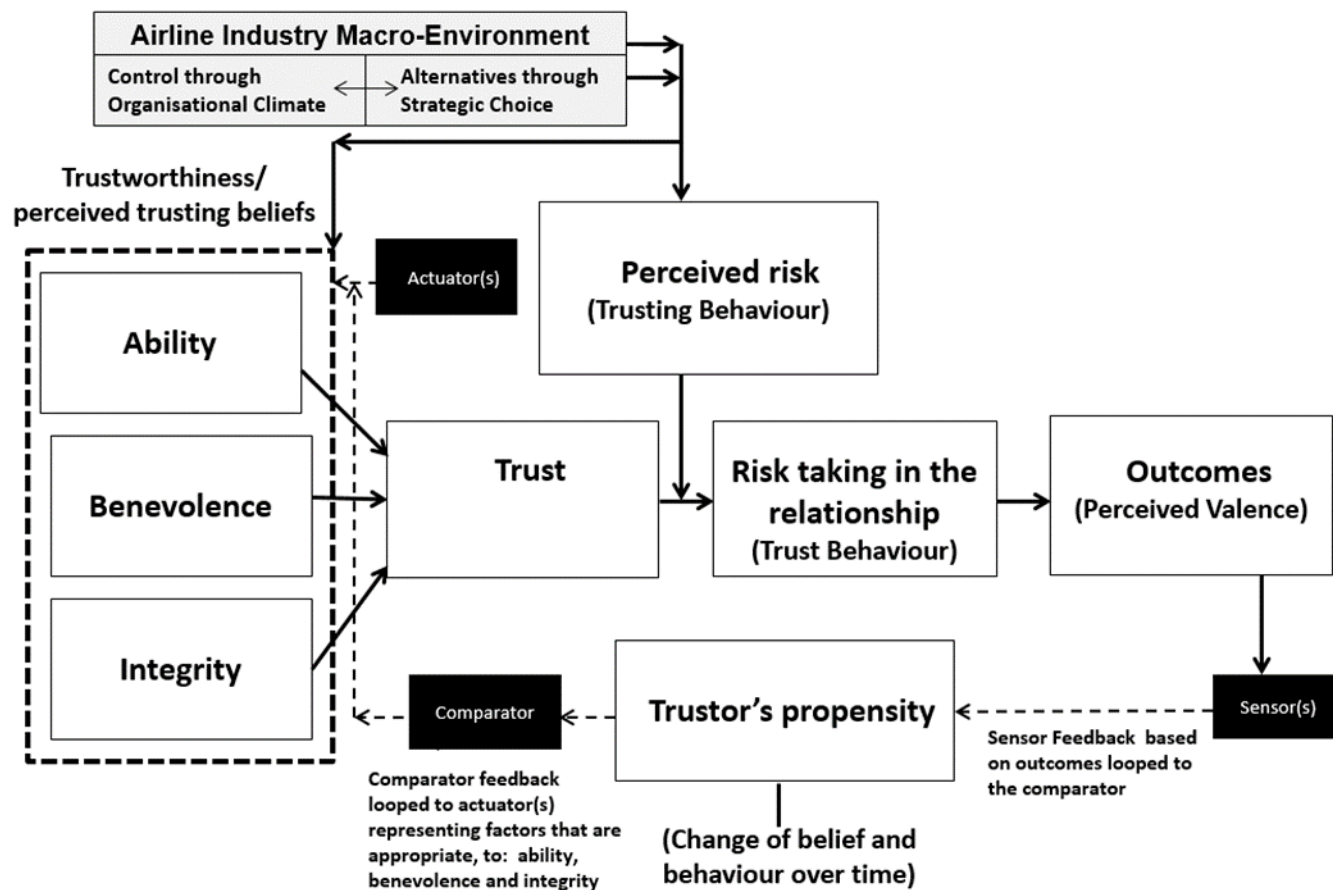 Airline Industry Macro-Environment
Control through
Organisational Climate
Alternatives through
Strategic Choice
Trustworthiness/
perceived trusting beliefs
Actuator(s)
Perceived risk
(Trusting Behaviour)
Ability
Benevolence
Integrity
Trust
Risk taking in the
relationship
(Trust Behaviour)
Outcomes
(Perceived Valence)
Comparator
Trustor's propensity
Sensor(s)
Sensor Feedback based
on outcomes looped to
the comparator
Comparator feedback
looped to actuator(s)
representing factors that are
appropriate, to: ability,
benevolence and integrity
(Change of belief and
behaviour over time)